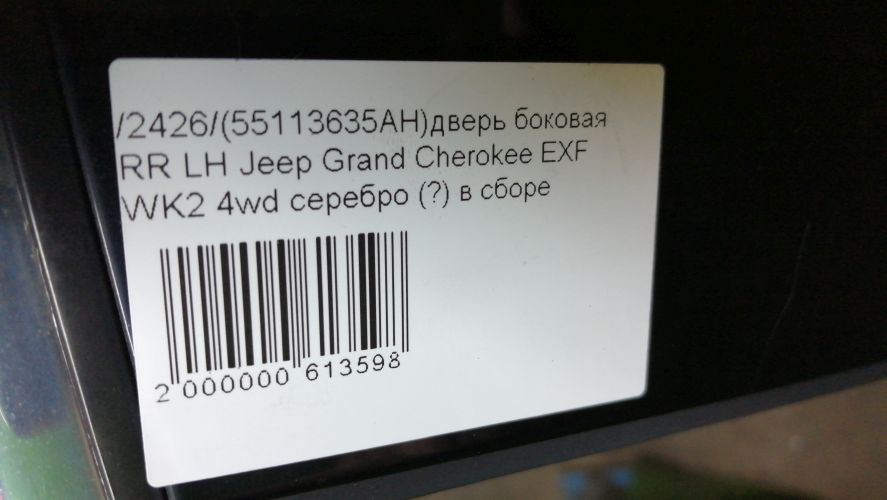 /2426/(55113635AH)дверь боковая
RR LH Jeep Grand Cherokee EXF
WK2 4wd серебро (?) в сборе
2 000000 613598